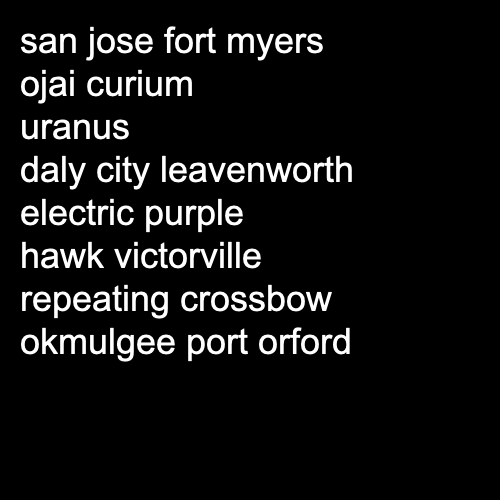 san jose fort myers
ojai curium
uranus
daly city leavenworth
electric purple
hawk victorville
repeating crossbow
okmulgee port orford